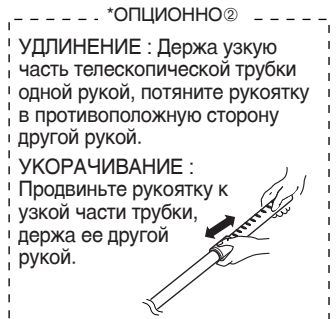 *ОПЦИОННО②
УДЛИНЕНИЕ : Держа узкую
часть телескопической трубки
одной рукой, потяните рукоятку
в противоположную сторону
другой рукой.
УКОРАЧИВАНИЕ :
Продвиньте рукоятку к
узкой части трубки,
держа ее другой
рукой.